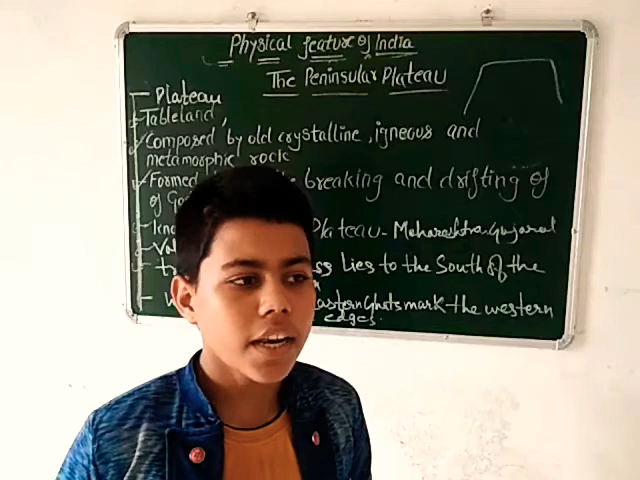 Physical feature of India
The Peninsular Plateau
Plateau
Tableland
Composed by old crystalline, igneous and
metamorphic rock
Formed breaking and drifting of
of
Plateau - Maharashtra, Gujarat
Lies to the South of the
Ghats mark the western
edges.